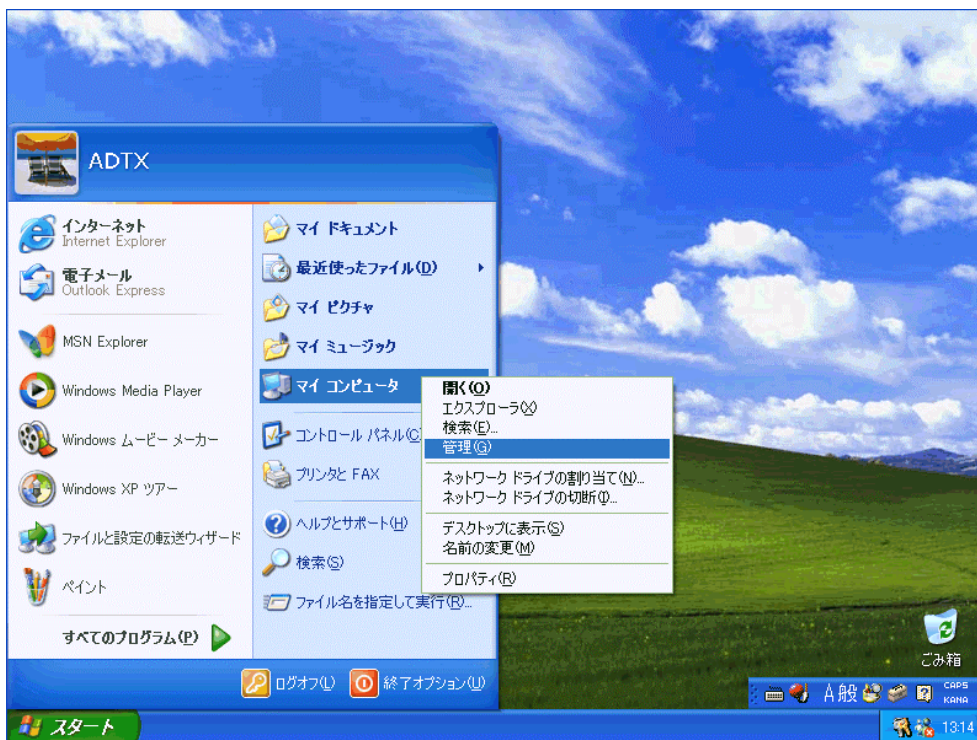 ADTX
インターネット
Internet Explorer
電子メール
Outlook Express
MSN Explorer
Windows Media Player
Windows ムービー メーカー
Windows XP ツアー
ファイルと設定の転送ウィザード
ペイント
すべてのプログラム(P)
マイ ドキュメント
最近使ったファイル(D)
マイ ピクチャ
マイ ミュージック
マイ コンピュータ
コントロール パネル(C
プリンタと FAX
ヘルプとサポート(H)
検索(S)
ファイル名を指定して実行(R)...
開く(O)
エクスプローラ(X)
検索(E)...
管理(G)
ネットワーク ドライブの割り当て(N)...
ネットワーク ドライブの切断(I)...
デスクトップに表示(S)
名前の変更(M)
プロパティ(R)
ログオフ(L)
終了オプション(U)
ごみ箱
A 般
CAPS
KANA
スタート
13:14